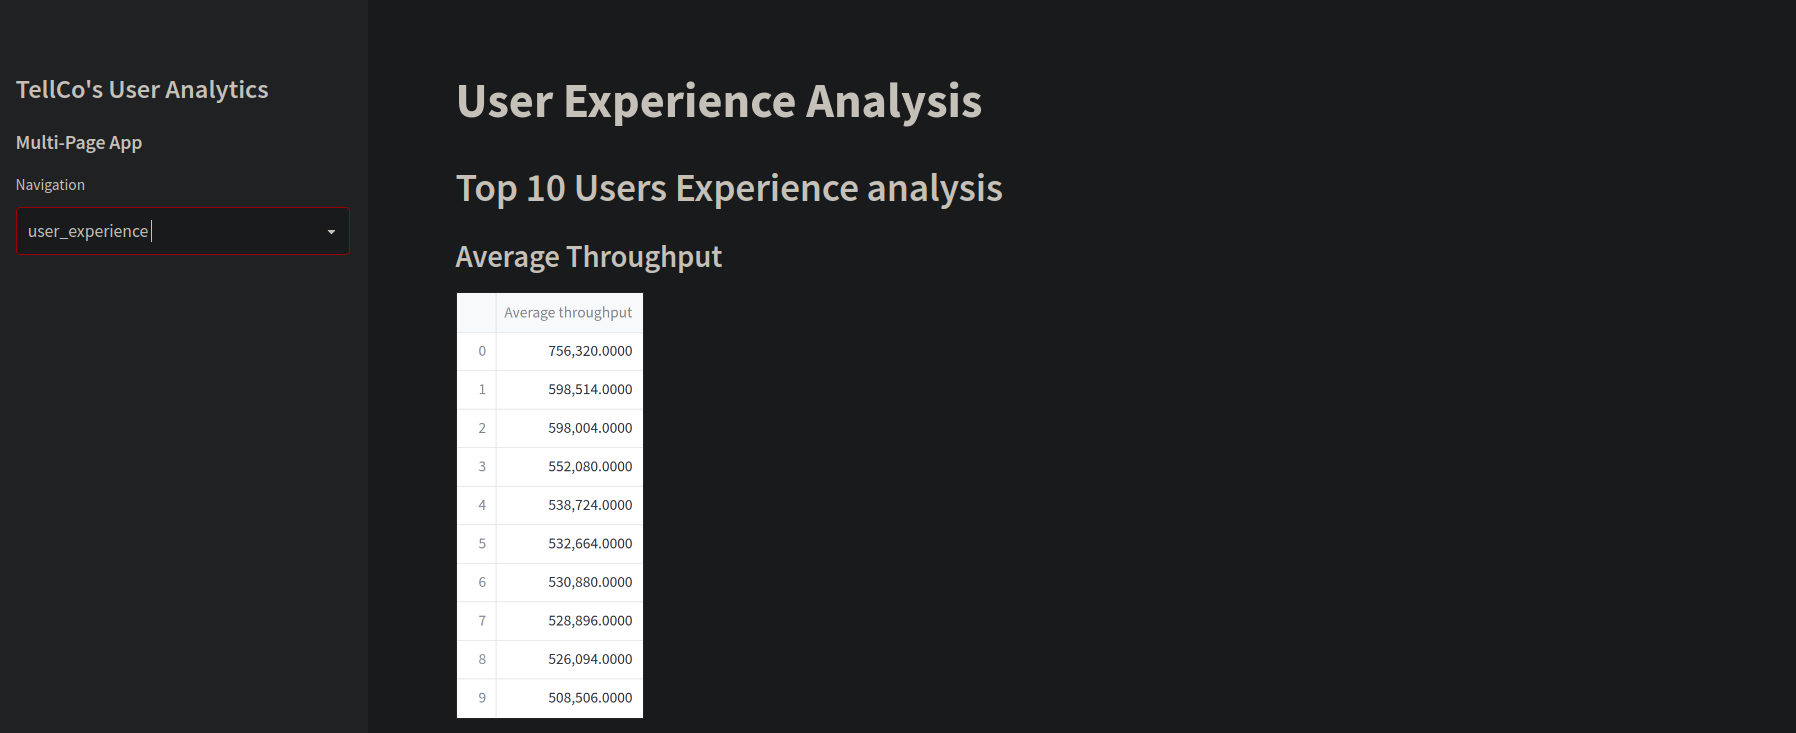 TellCo's User Analytics
Multi-Page App
Navigation
user_experience
User Experience Analysis
Top 10 Users Experience analysis
Average Throughput
Average throughput
0 756,320.0000
1 598,514.0000
2 598,004.0000
3 552,080.0000
4 538,724.0000
5 532,664.0000
6 530,880.0000
7 528,896.0000
8 526,094.0000
9 508,506.0000